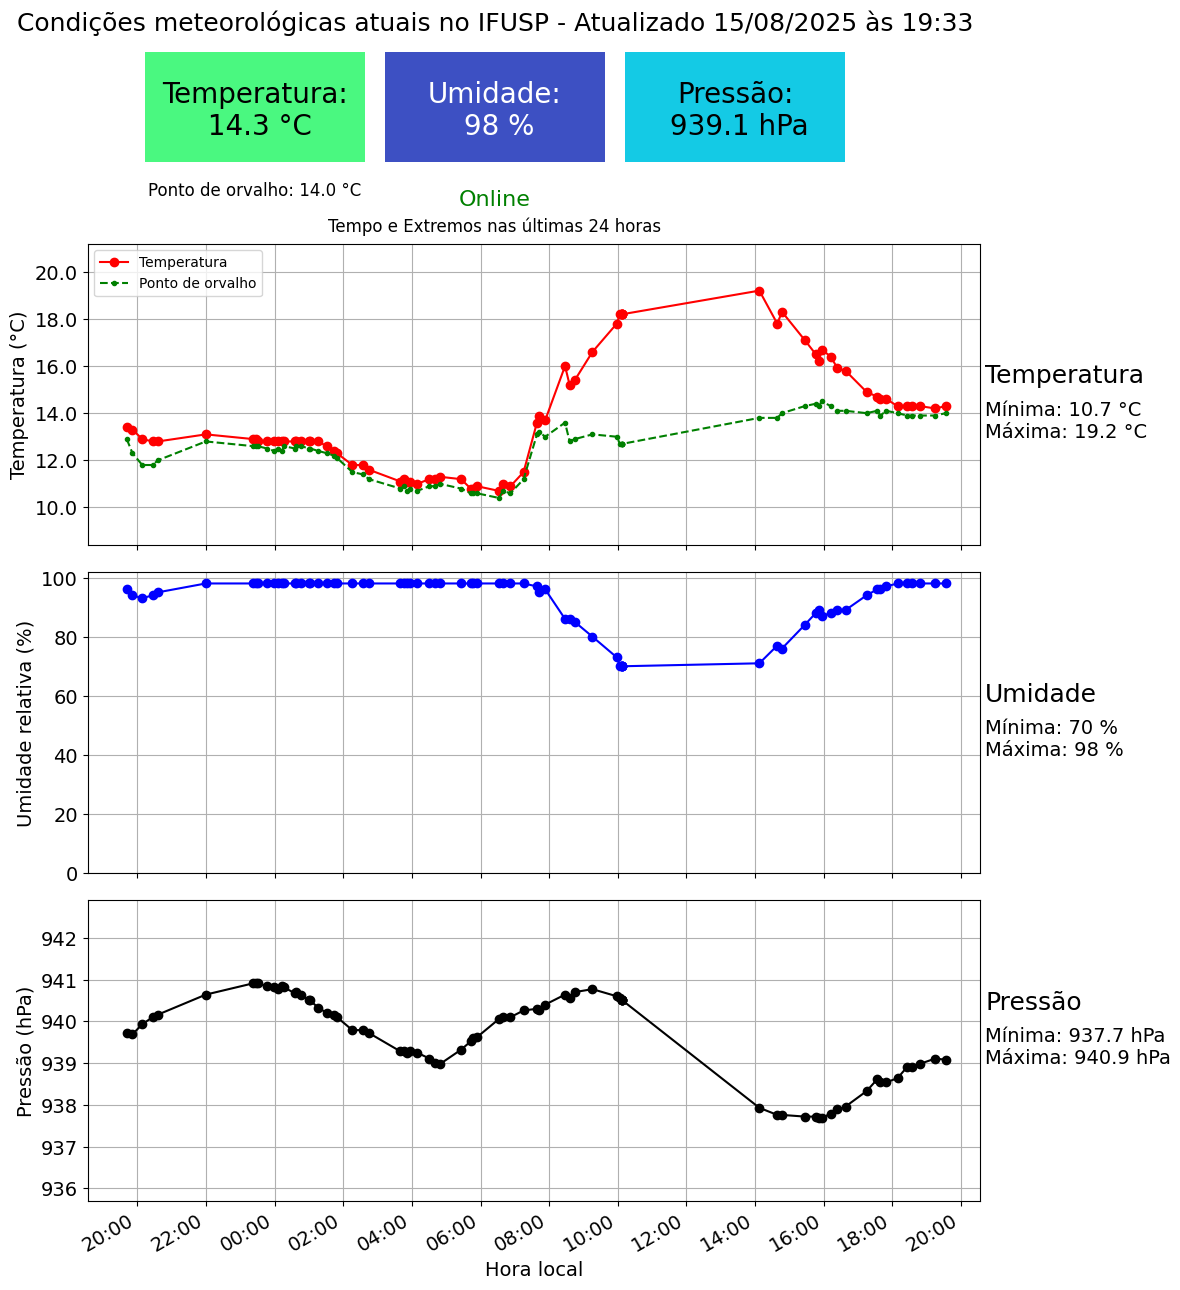 Condições meteorológicas atuais no IFUSP - Atualizado 15/08/2025 às 19:33
Temperatura:
14.3 °C
Umidade:
98 %
Pressão:
939.1 hPa
Ponto de orvalho: 14.0 °C
Online
Tempo e Extremos nas últimas 24 horas
Temperatura
Ponto de orvalho
Temperatura (°C)
20.0
18.0
16.0
14.0
12.0
10.0
Temperatura
Mínima: 10.7 °C
Máxima: 19.2 °C
Umidade relativa (%)
100
80
60
40
20
0
Umidade
Mínima: 70 %
Máxima: 98 %
Pressão (hPa)
942
941
940
939
938
937
936
Pressão
Mínima: 937.7 hPa
Máxima: 940.9 hPa
20:00 22:00 00:00 02:00 04:00 06:00 08:00 10:00 12:00 14:00 16:00 18:00 20:00
Hora local